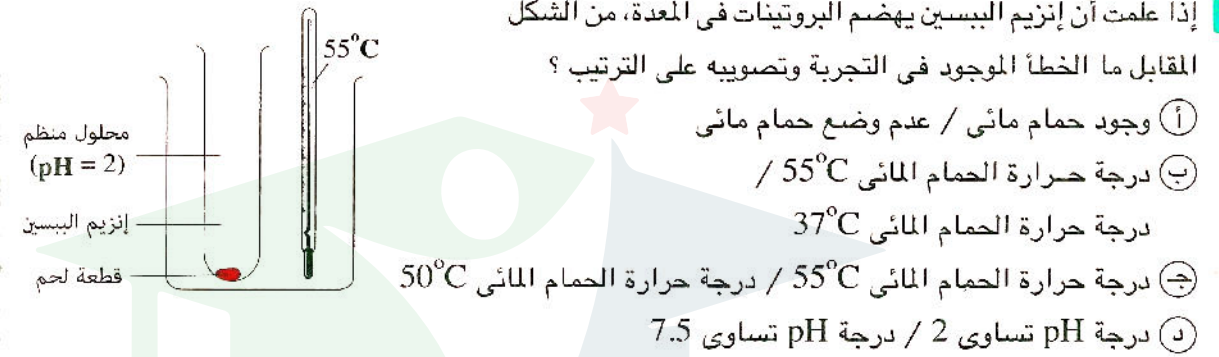 إذا علمت أن إنزيم الببسين يهضم البروتينات فى المعدة، من الشكل
المقابل ما الخطأ الموجود فى التجربة وتصويبه على الترتيب ؟
أ وجود حمام مائى / عدم وضع حمام مائى
ب درجة حرارة الحمام المائى 55°C /
درجة حرارة الحمام المائى 37°C
جـ درجة حرارة الحمام المائى 55°C / درجة حرارة الحمام المائى 50°C
د درجة pH تساوى 2 / درجة pH تساوى 7.5
55°C
محلول منظم
(pH = 2)
إنزيم الببسين
قطعة لحم